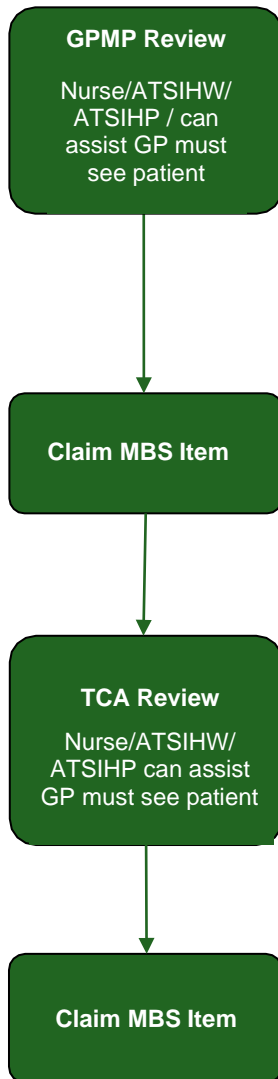 GPMP Review
Nurse/ATSIHW/
ATSIHP / can
assist GP must
see patient
Claim MBS Item
TCA Review
Nurse/ATSIHW/
ATSIHP can assist
GP must see patient
Claim MBS Item